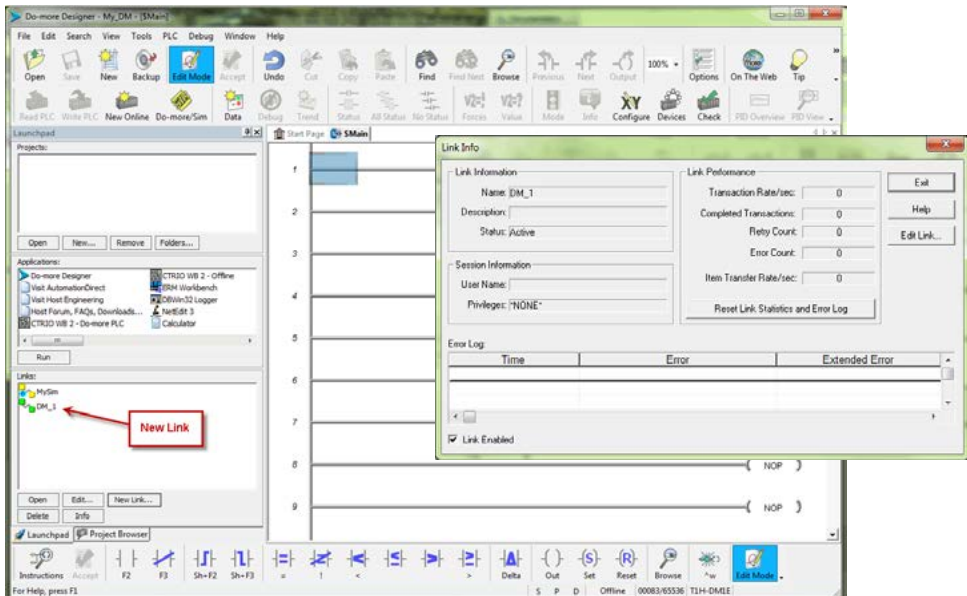 Do-more Designer - My_DM - [$Main]
File Edit Search View Tools PLC Debug Window Help
Open Save New Backup Edit Mode Accept Undo Cut Copy Paste Find Find Next Browse Previous Next Output 100% Options On The Web Tip
Read PLC Write PLC New Online Do-more/Sim Data Debug Trend Status All Status No Status Forces Value Mode Info XY Configure Devices Check PID Overview PID View
Launchpad
Start Page $Main
Projects:
Open New... Remove Folders...
Applications:
Do-more Designer
Visit AutomationDirect
Visit Host Engineering
Host Forum, FAQs, Downloads...
CTRIO WB 2 - Do-more PLC
CTRIO WB 2 - Offline
ERM Workbench
DBWin32 Logger
NetEdit 3
Calculator
Run
Links:
MySim
DM_1
New Link
Open Edit... New Link...
Delete Info
Launchpad Project Browser
1
2
3
4
5
6
7
8
NOP
9
NOP
Link Info
Link Information
Name: DM_1
Description:
Status: Active
Session Information
User Name:
Privileges: *NONE*
Link Performance
Transaction Rate/sec: 0
Completed Transactions: 0
Retry Count: 0
Error Count: 0
Item Transfer Rate/sec: 0
Reset Link Statistics and Error Log
Exit
Help
Edit Link...
Error Log:
Time Error Extended Error
Link Enabled
Instructions Accept F2 F3 Sh+F2 Sh+F3 = ! < > Delta Out Set Reset Browse ^w Edit Mode
For Help, press F1
S P D Offline 00083/65536 T1H-DM1E